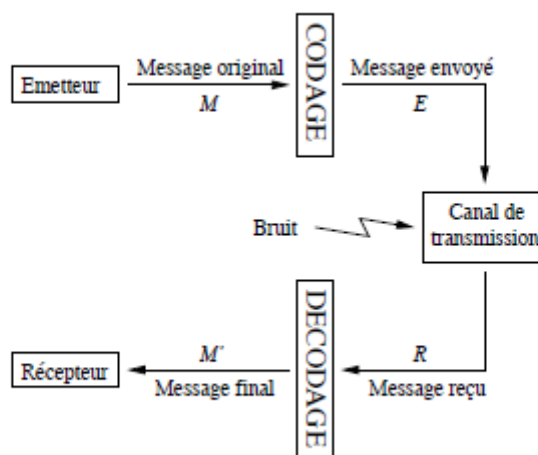 Emetteur
Message original
M
CODAGE
Message envoyé
E
Canal de
transmission
Bruit
DECODAGE
R
Message reçu
M'
Message final
Récepteur